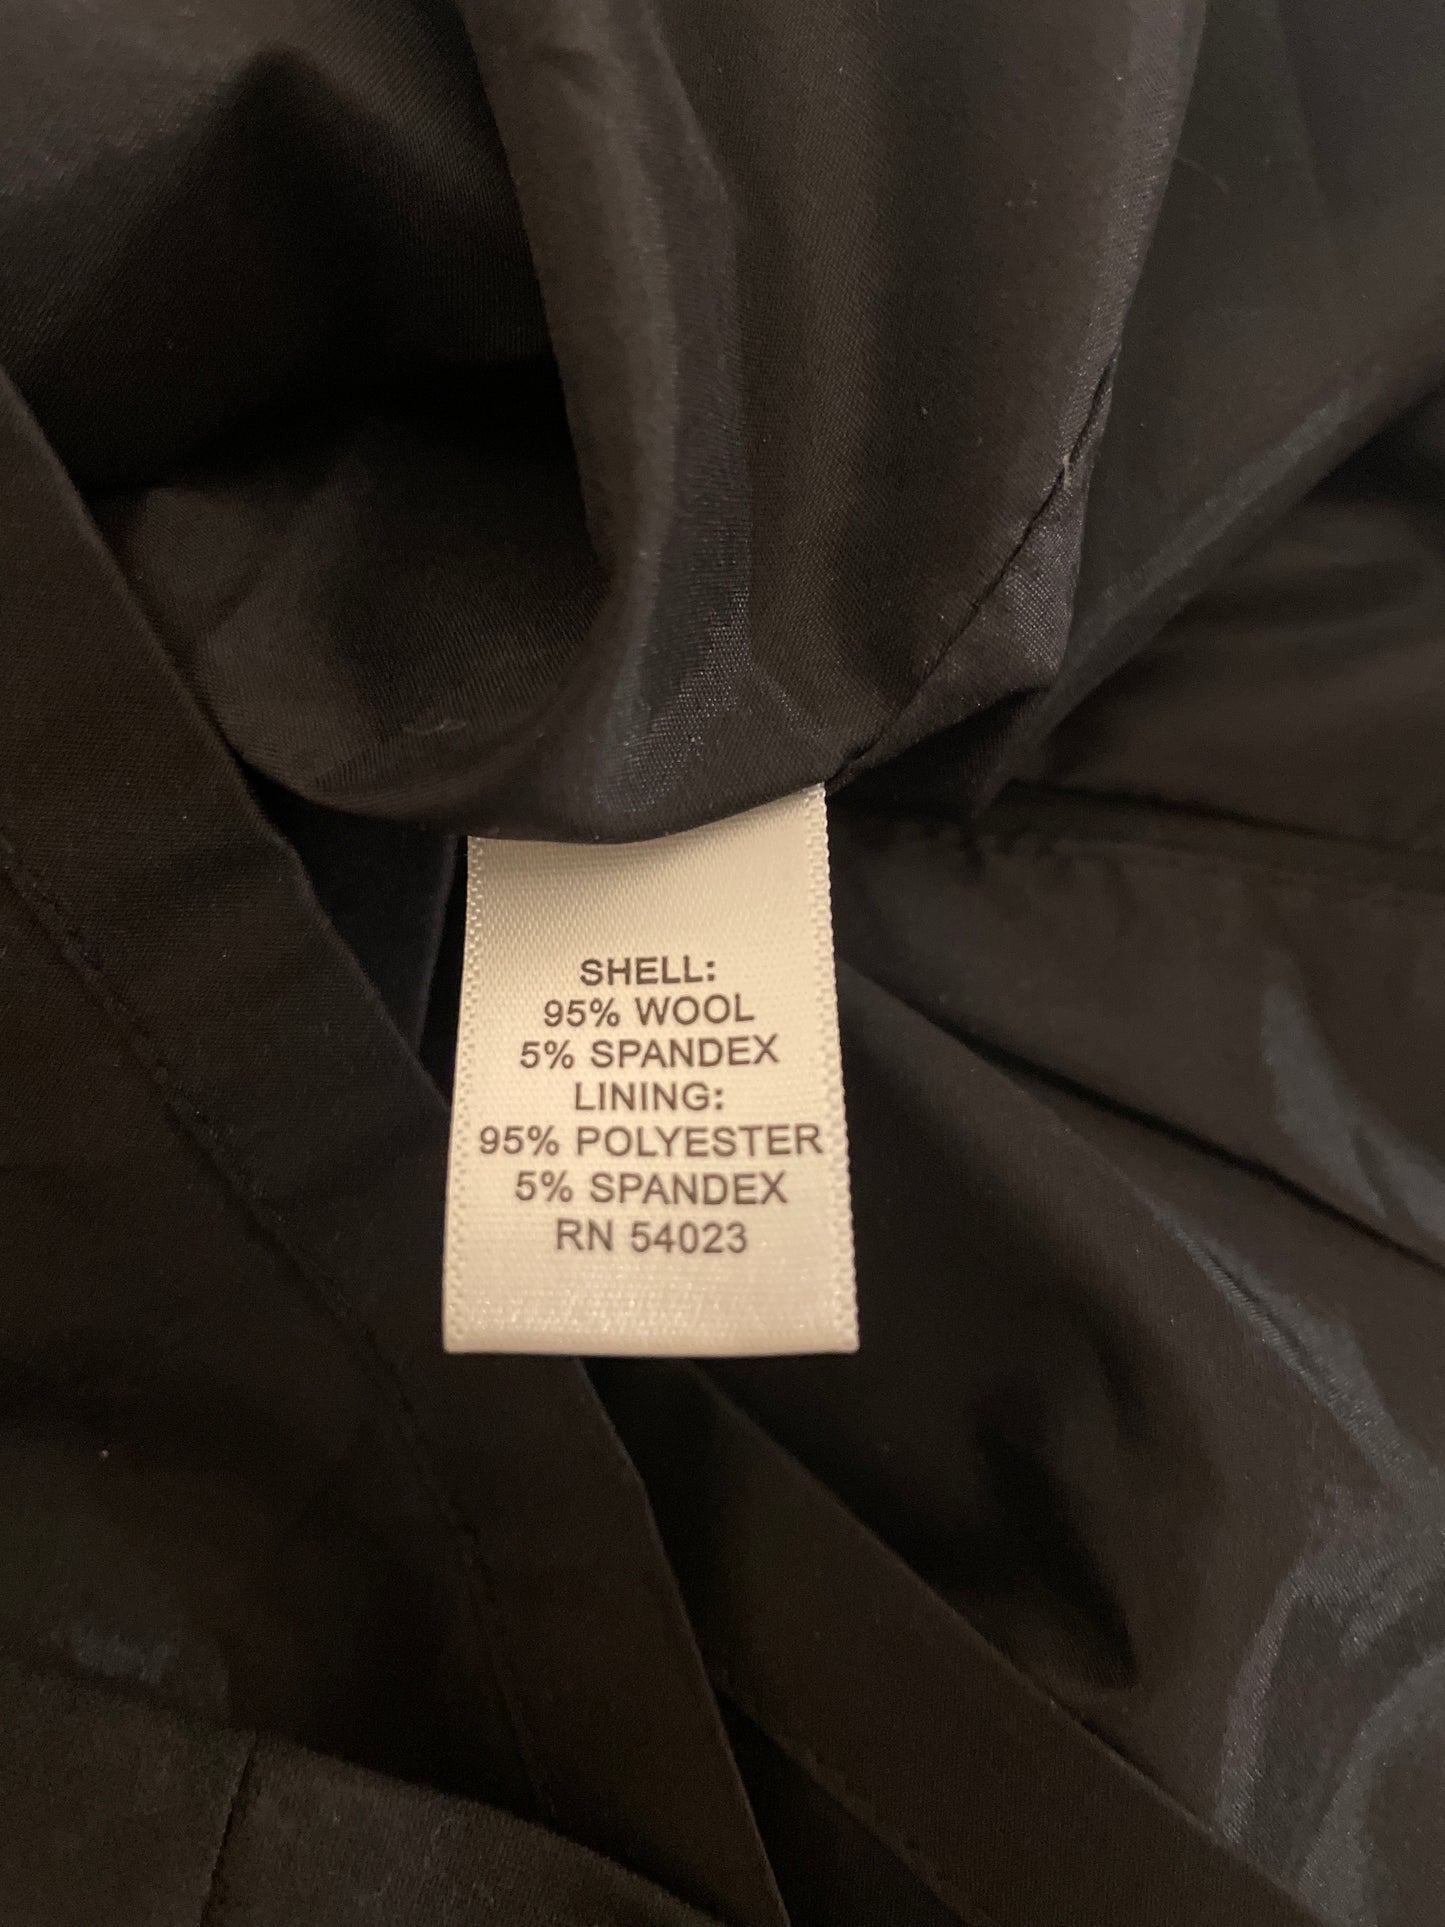 SHELL:
95% WOOL
5% SPANDEX
LINING:
95% POLYESTER
5% SPANDEX
RN 54023